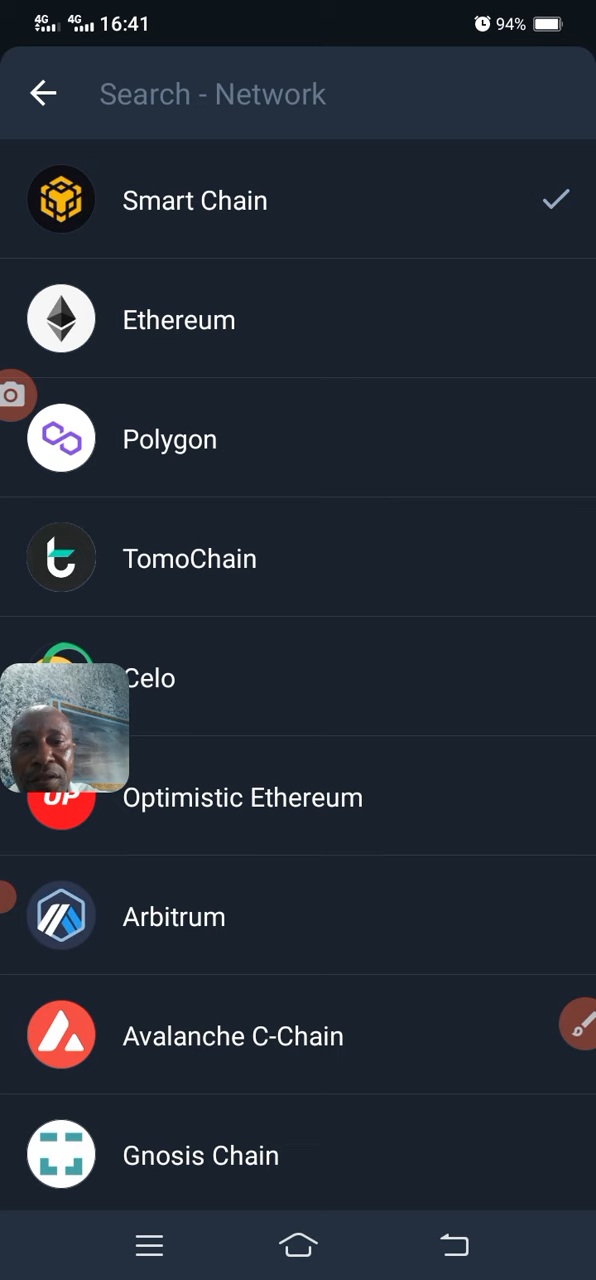 4G 4G 16:41 94%
Search - Network
Smart Chain
Ethereum
Polygon
TomoChain
Celo
Optimistic Ethereum
OP
Arbitrum
Avalanche C-Chain
Gnosis Chain